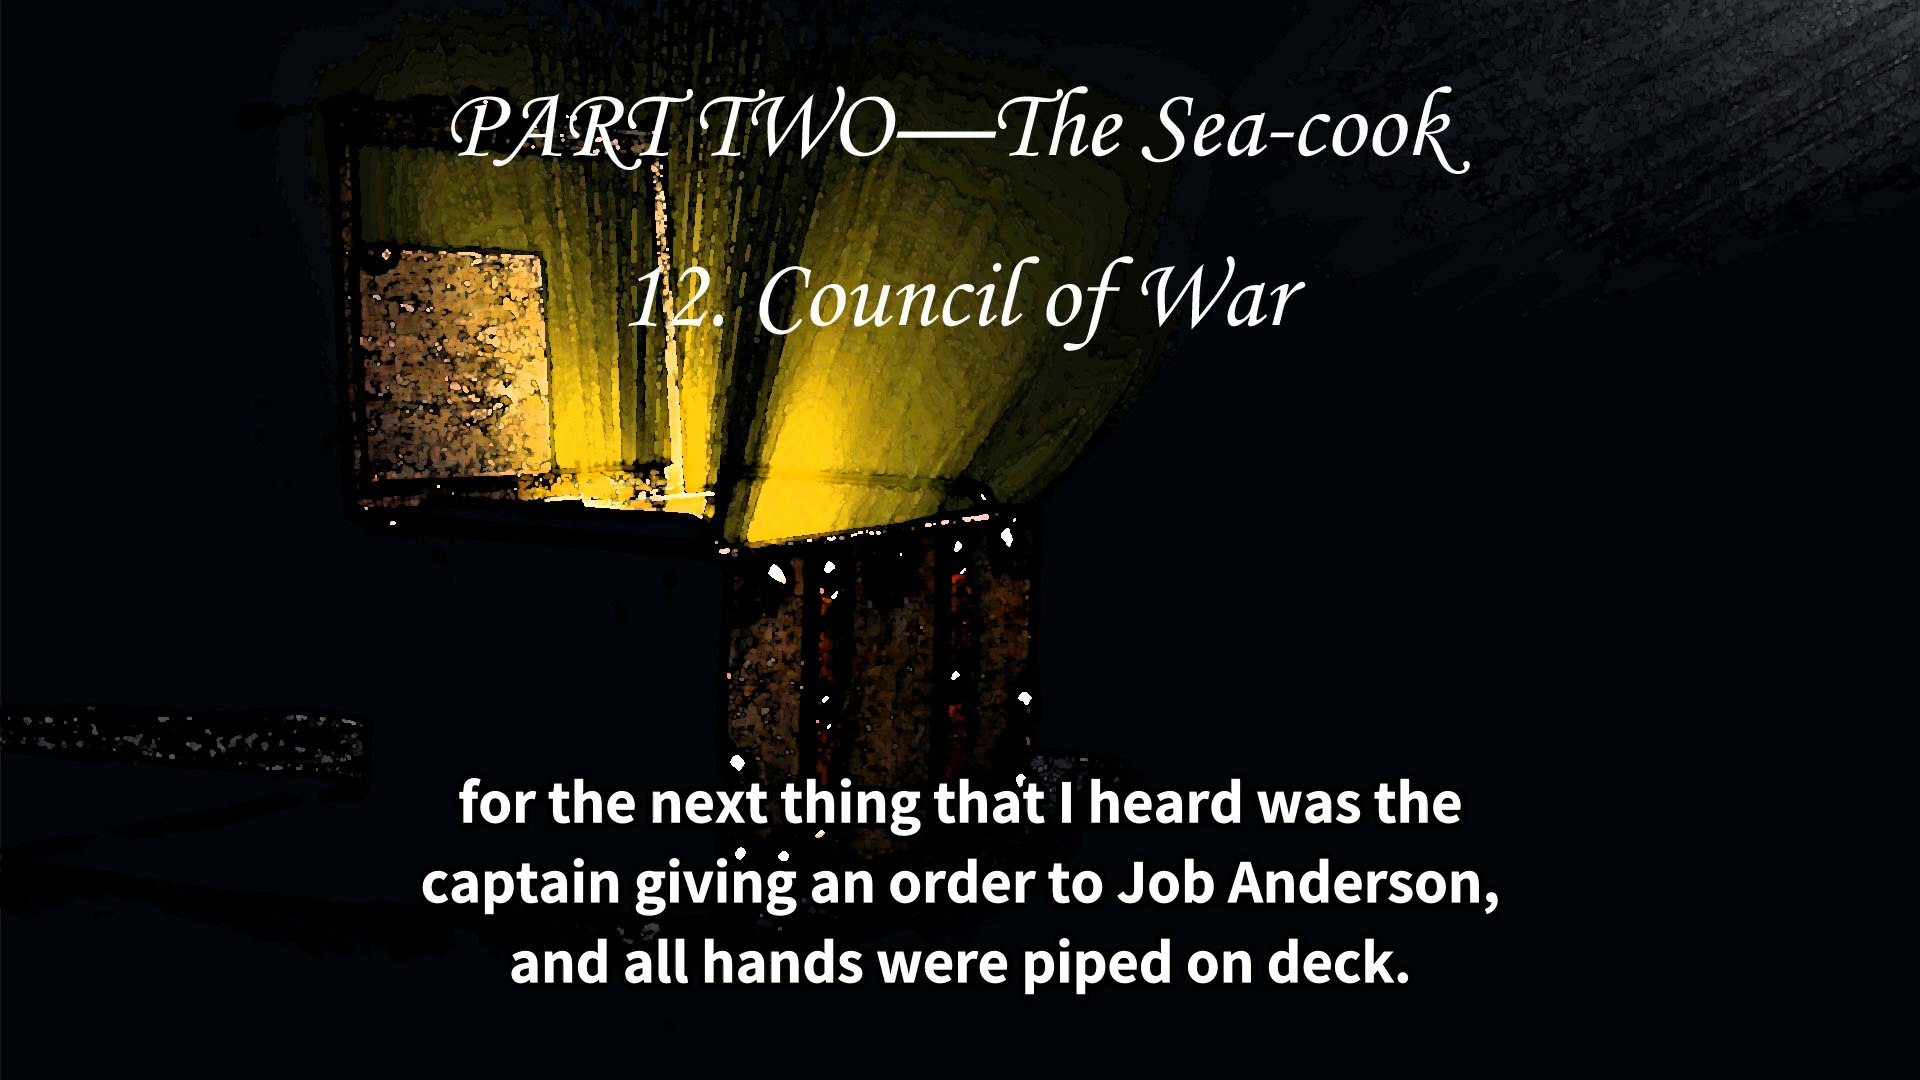 PART TWO—The Sea-cook
12. Council of War
for the next thing that I heard was the
captain giving an order to Job Anderson,
and all hands were piped on deck.